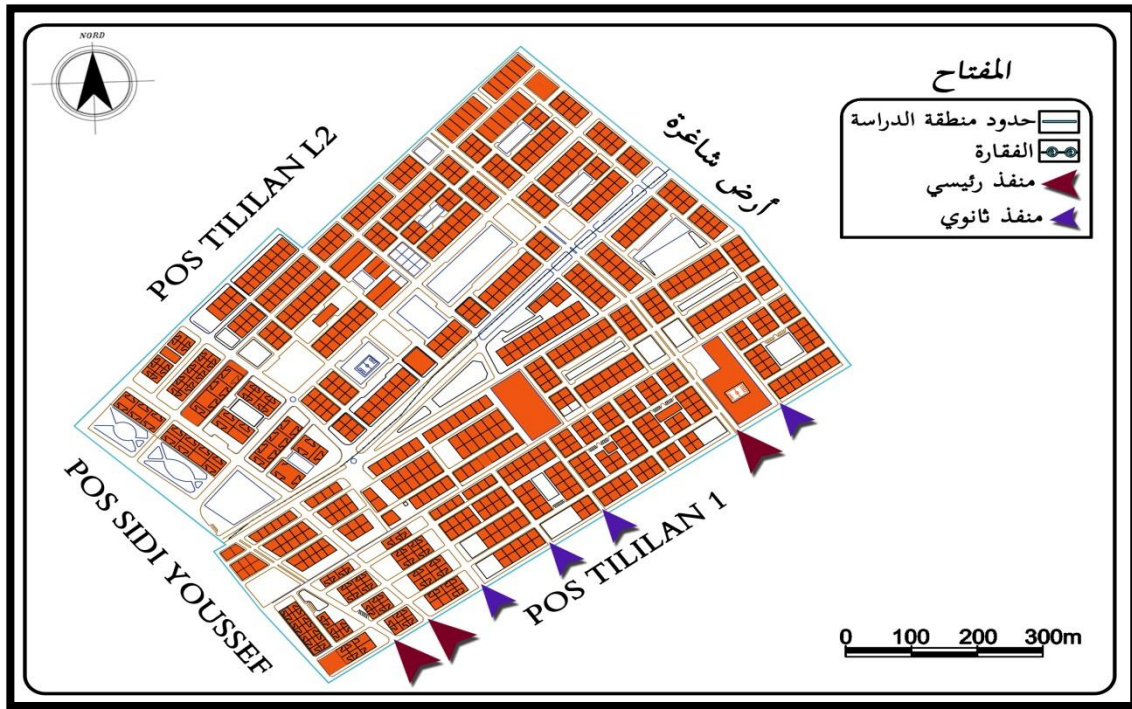 NORD
المفتاح
حدود منطقة الدراسة
الفقارة
منفذ رئيسي
منفذ ثانوي
أرض شاغرة
POS TILILAN L2
POS SIDI YOUSSEF
POS TILILAN 1
0 100 200 300m